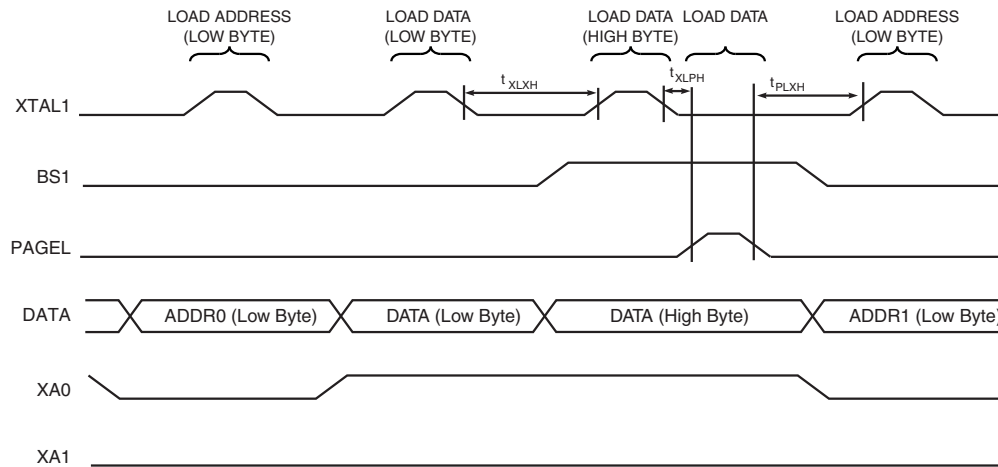 LOAD ADDRESS
(LOW BYTE)
LOAD DATA
(LOW BYTE)
LOAD DATA
(HIGH BYTE)
LOAD DATA
LOAD ADDRESS
(LOW BYTE)
XTAL1
t XLXH
tXLPH
tPLXH
BS1
PAGEL
DATA
ADDR0 (Low Byte)
DATA (Low Byte)
DATA (High Byte)
ADDR1 (Low Byte)
XA0
XA1